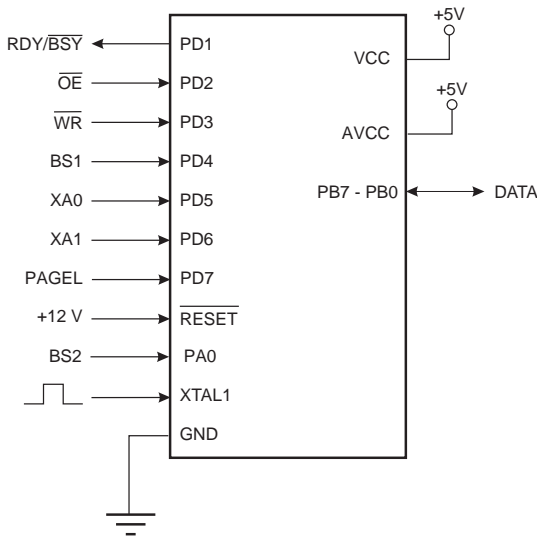 +5V
RDY/BSY PD1
VCC
OE PD2
+5V
WR PD3
AVCC
BS1 PD4
XA0 PD5 PB7 - PB0 DATA
XA1 PD6
PAGEL PD7
+12 V RESET
BS2 PA0
XTAL1
GND